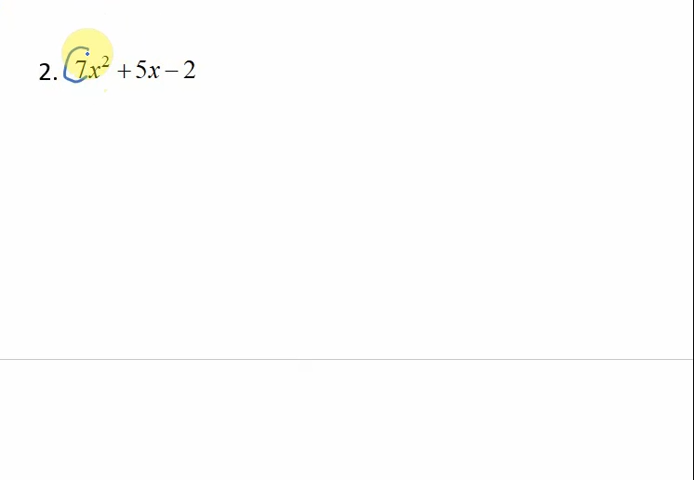 2. 7x² + 5x − 2